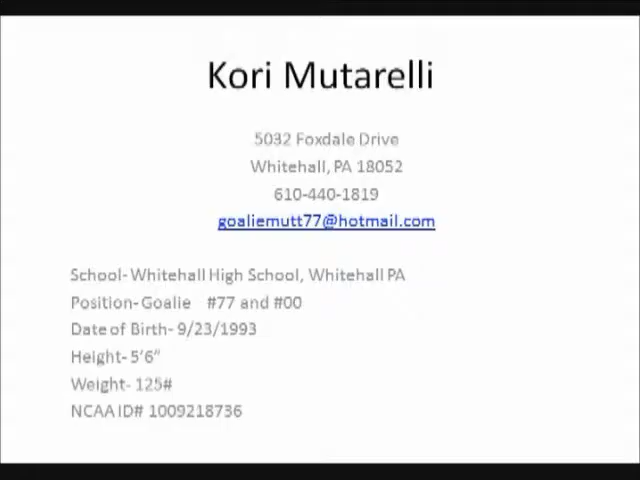 Kori Mutarelli
5032 Foxdale Drive
Whitehall, PA 18052
610-440-1819
goaliemutt77@hotmail.com
School- Whitehall High School, Whitehall PA
Position- Goalie #77 and #00
Date of Birth- 9/23/1993
Height- 5'6"
Weight- 125#
NCAA ID# 1009218736